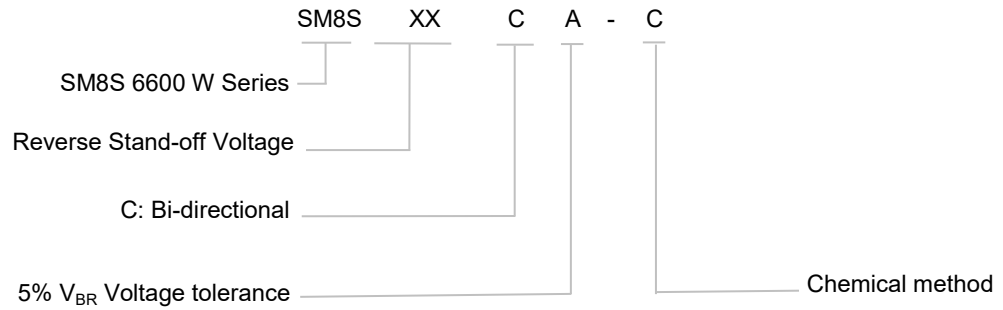 SM8S XX C A - C
SM8S 6600 W Series
Reverse Stand-off Voltage
C: Bi-directional
5% VBR Voltage tolerance
Chemical method